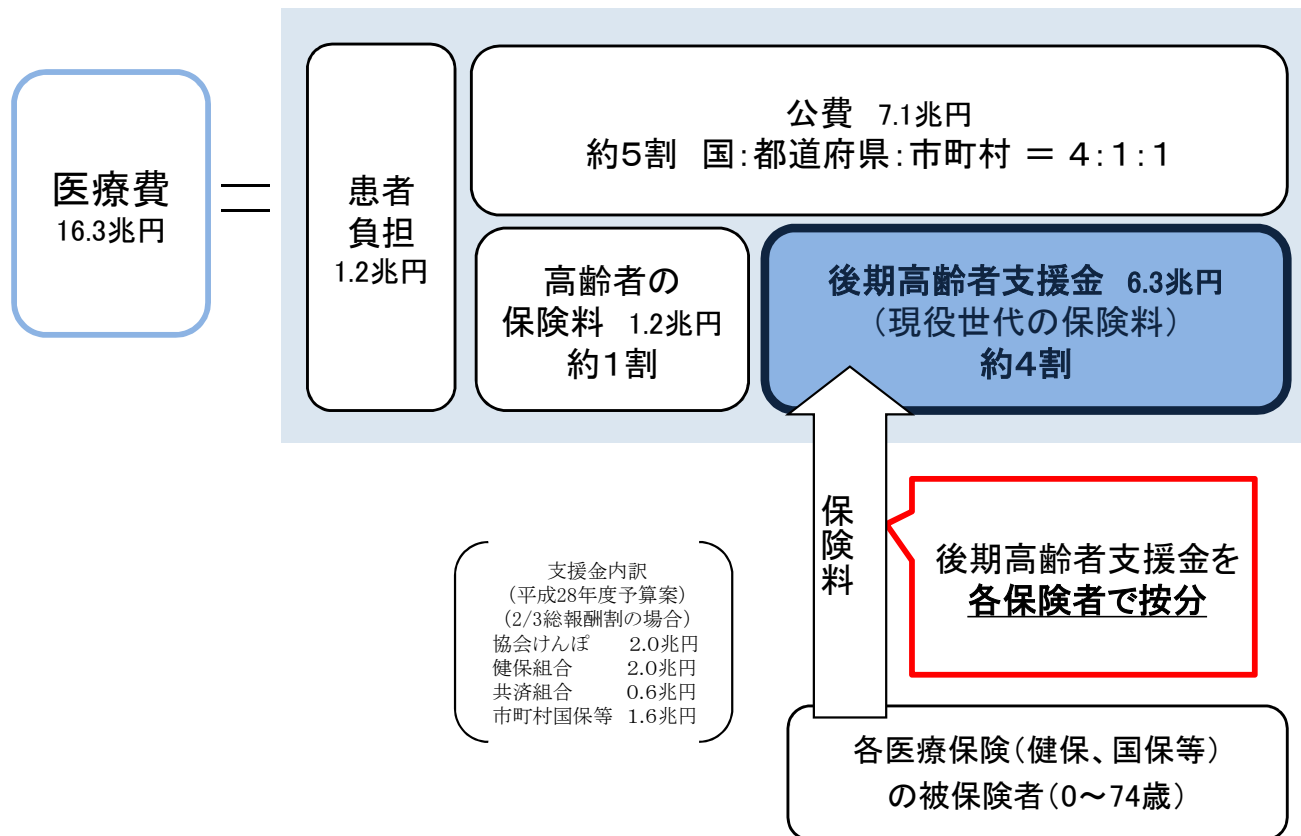 医療費
16.3兆円
=
患者
負担
1.2兆円
公費 7.1兆円
約5割 国:都道府県:市町村 = 4:1:1
高齢者の
保険料 1.2兆円
約1割
後期高齢者支援金 6.3兆円
(現役世代の保険料)
約4割
保険料
後期高齢者支援金を
各保険者で按分
支援金内訳
(平成28年度予算案)
(2/3総報酬割の場合)
協会けんぽ 2.0兆円
健保組合 2.0兆円
共済組合 0.6兆円
市町村国保等 1.6兆円
各医療保険(健保、国保等)
の被保険者(0~74歳)